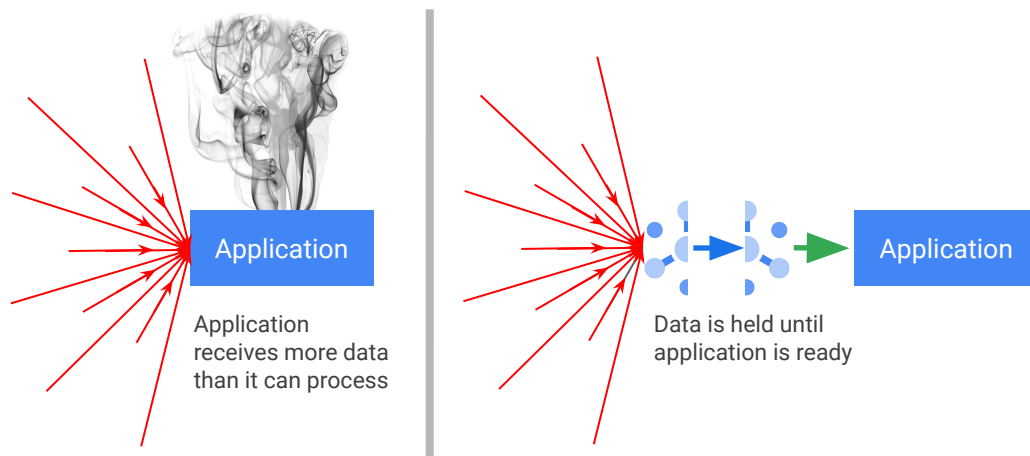 Application
Application
receives more data
than it can process
Application
Data is held until
application is ready